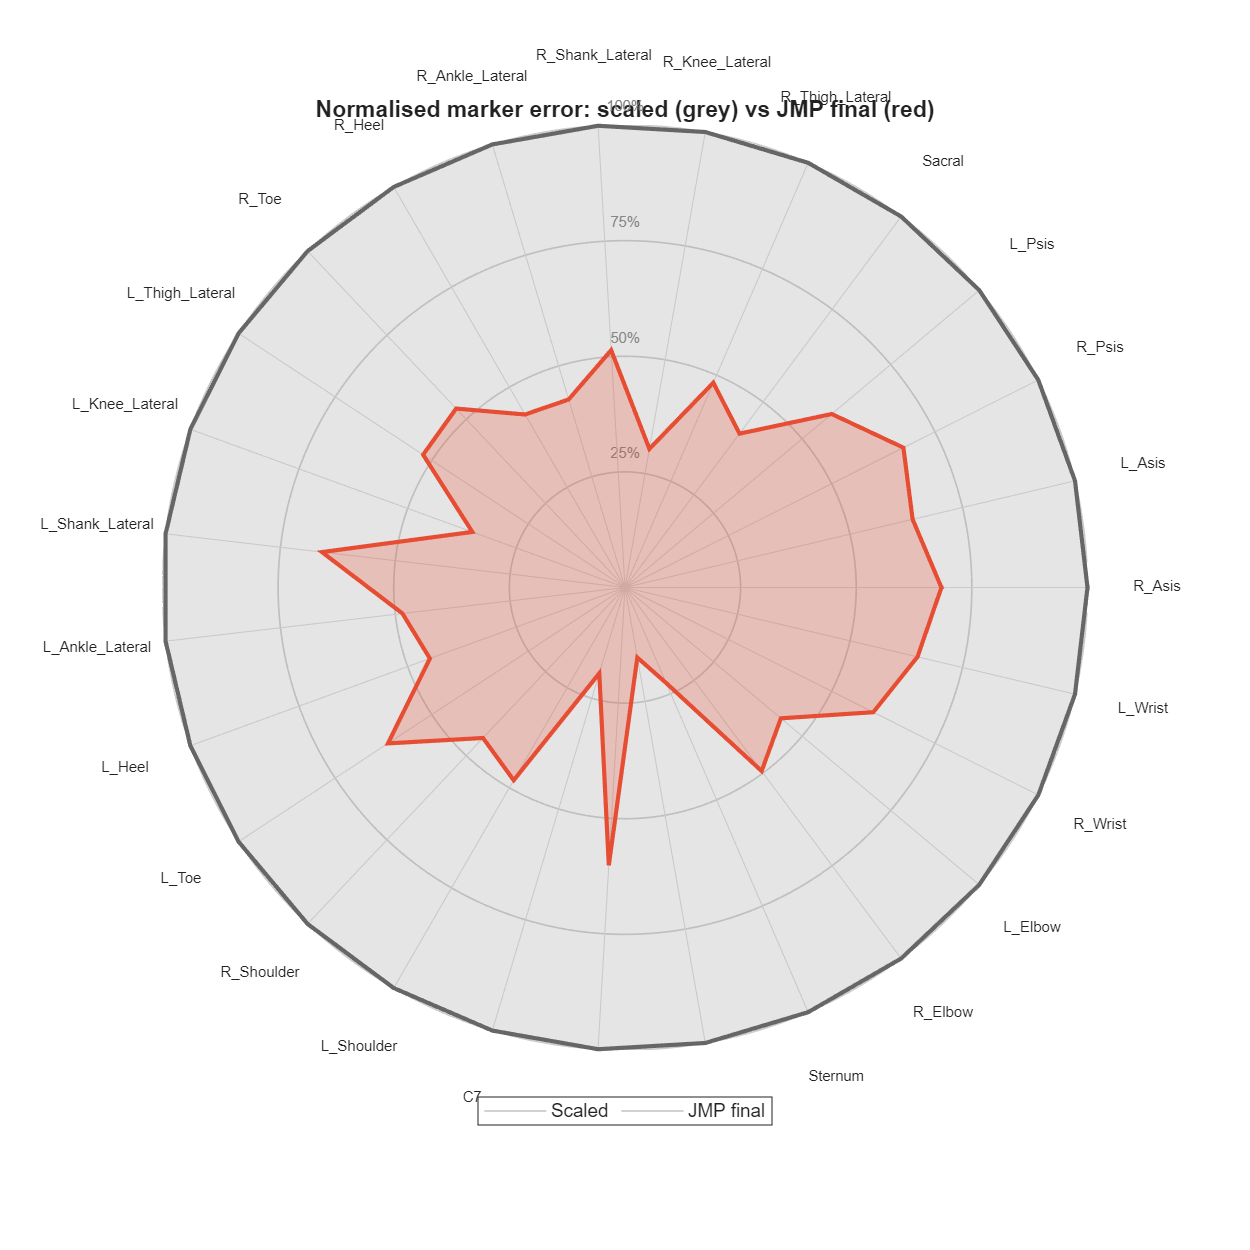 R_Shank_Lateral
R_Knee_Lateral
R_Ankle_Lateral
R_Thigh_Lateral
100%
Normalised marker error: scaled (grey) vs JMP final (red)
R_Heel
Sacral
R_Toe
75%
L_Psis
L_Thigh_Lateral
50%
R_Psis
L_Knee_Lateral
25%
L_Asis
L_Shank_Lateral
R_Asis
L_Ankle_Lateral
L_Wrist
L_Heel
R_Wrist
L_Toe
L_Elbow
R_Shoulder
R_Elbow
L_Shoulder
Sternum
C7
Scaled
JMP final